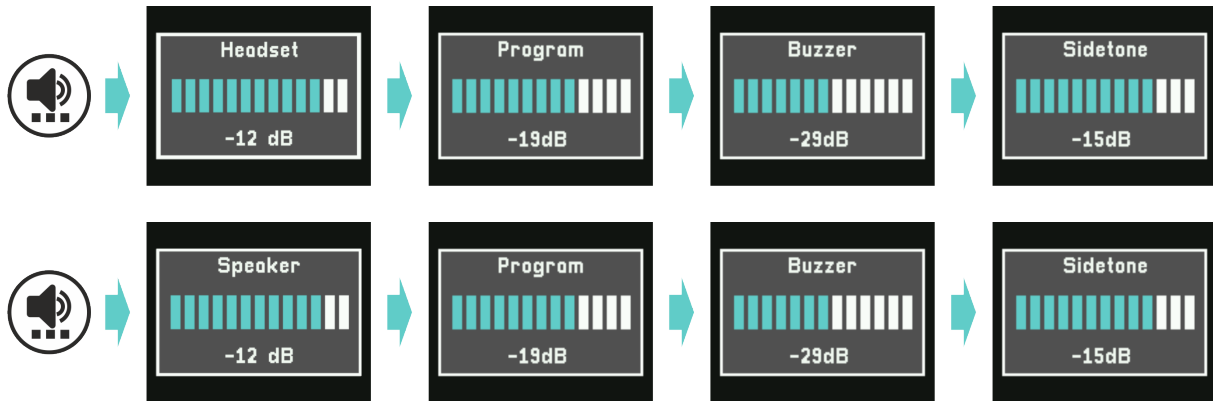 Headset
-12 dB
Program
-19dB
Buzzer
-29dB
Sidetone
-15dB
Speaker
-12 dB
Program
-19dB
Buzzer
-29dB
Sidetone
-15dB